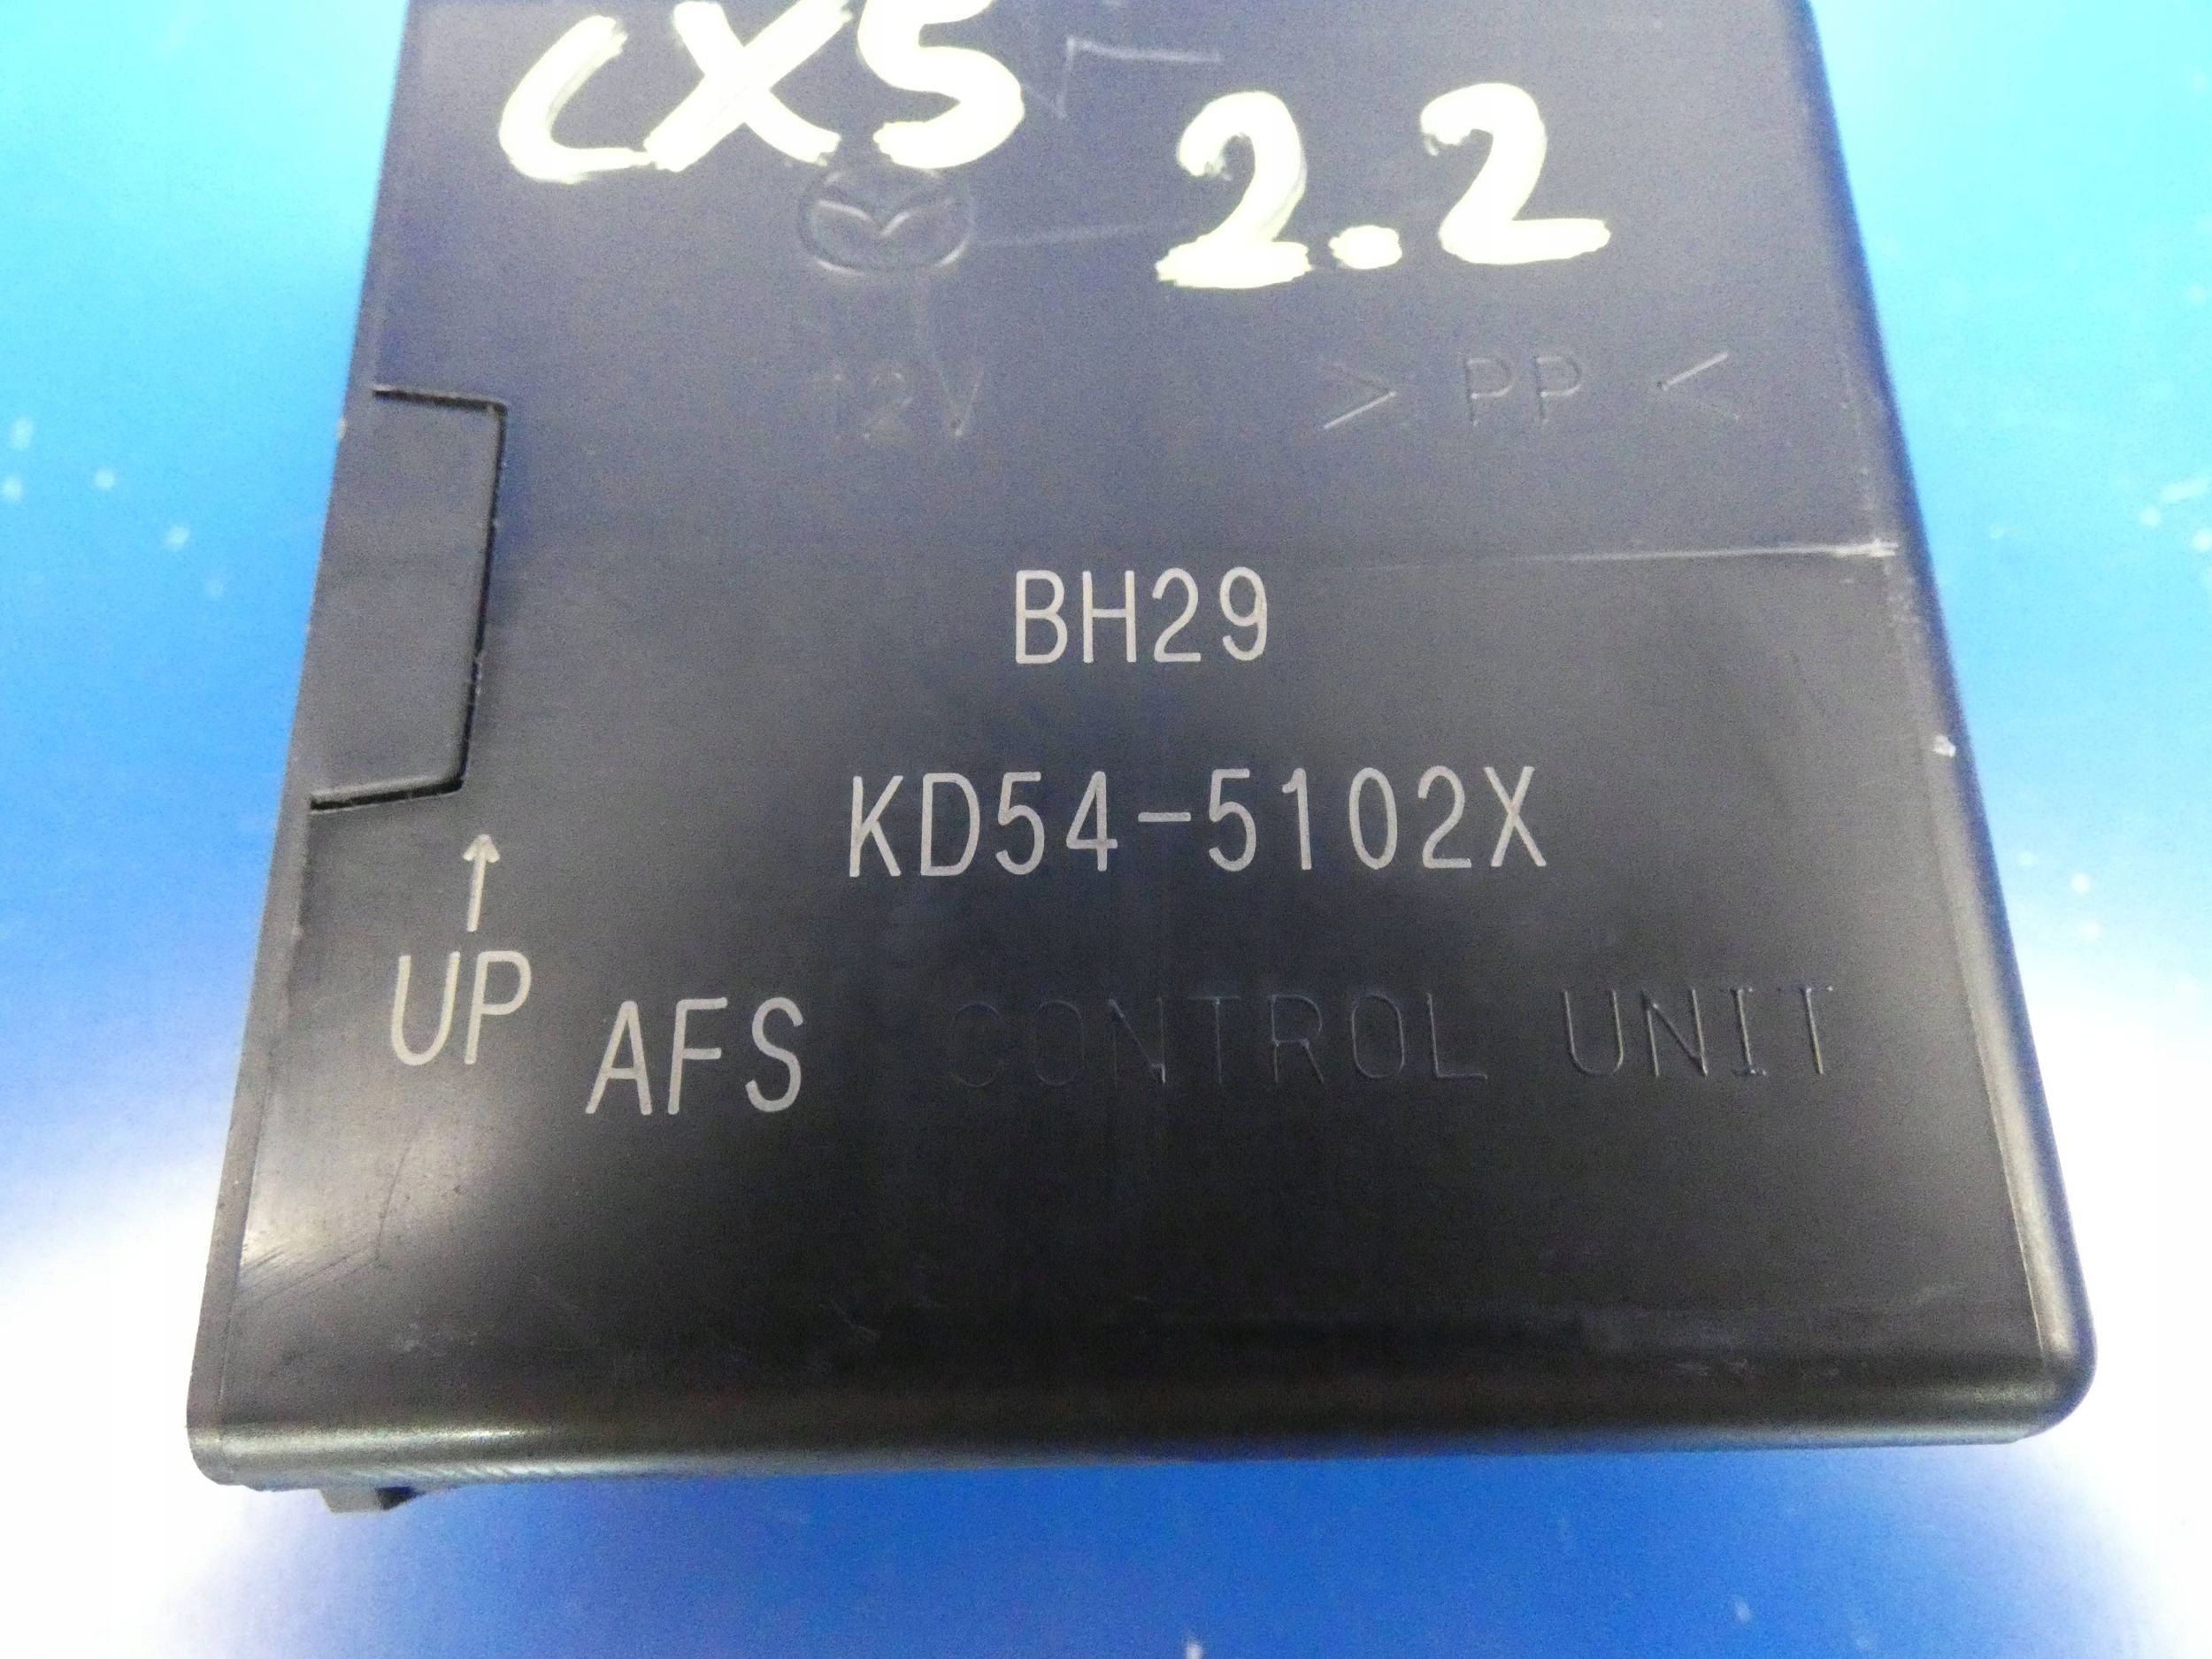 CX5
2.2
12V > PP <
BH29
KD54-5102X
↑
UP
AFS CONTROL UNIT